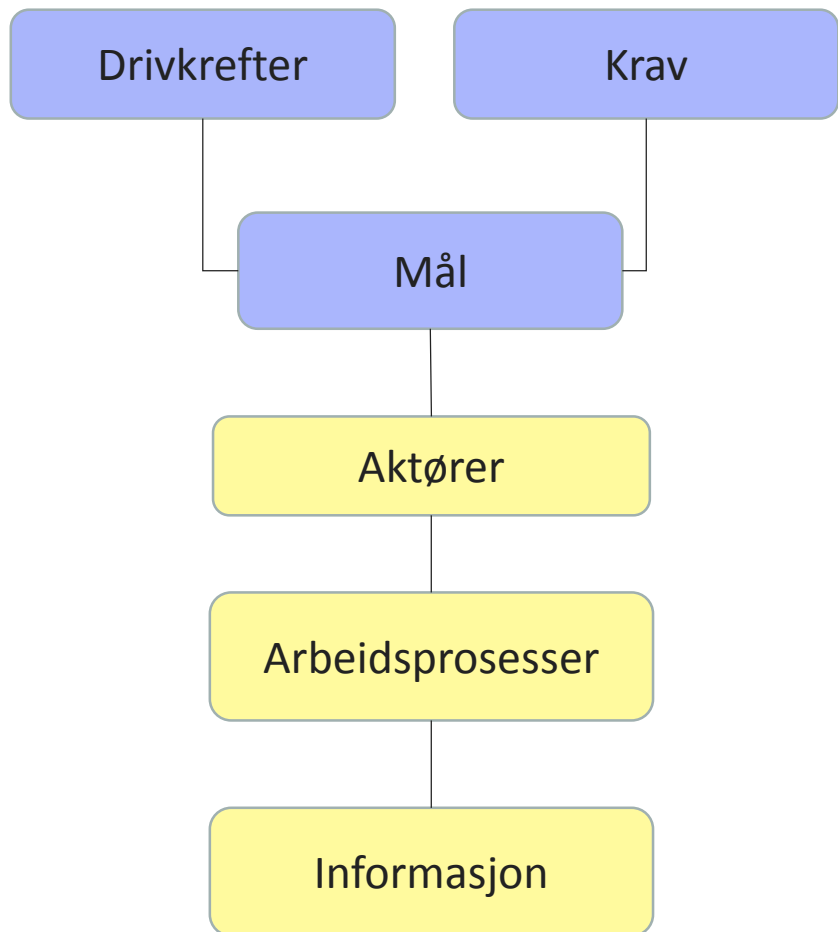 Drivkrefter
Krav
Mål
Aktører
Arbeidsprosesser
Informasjon